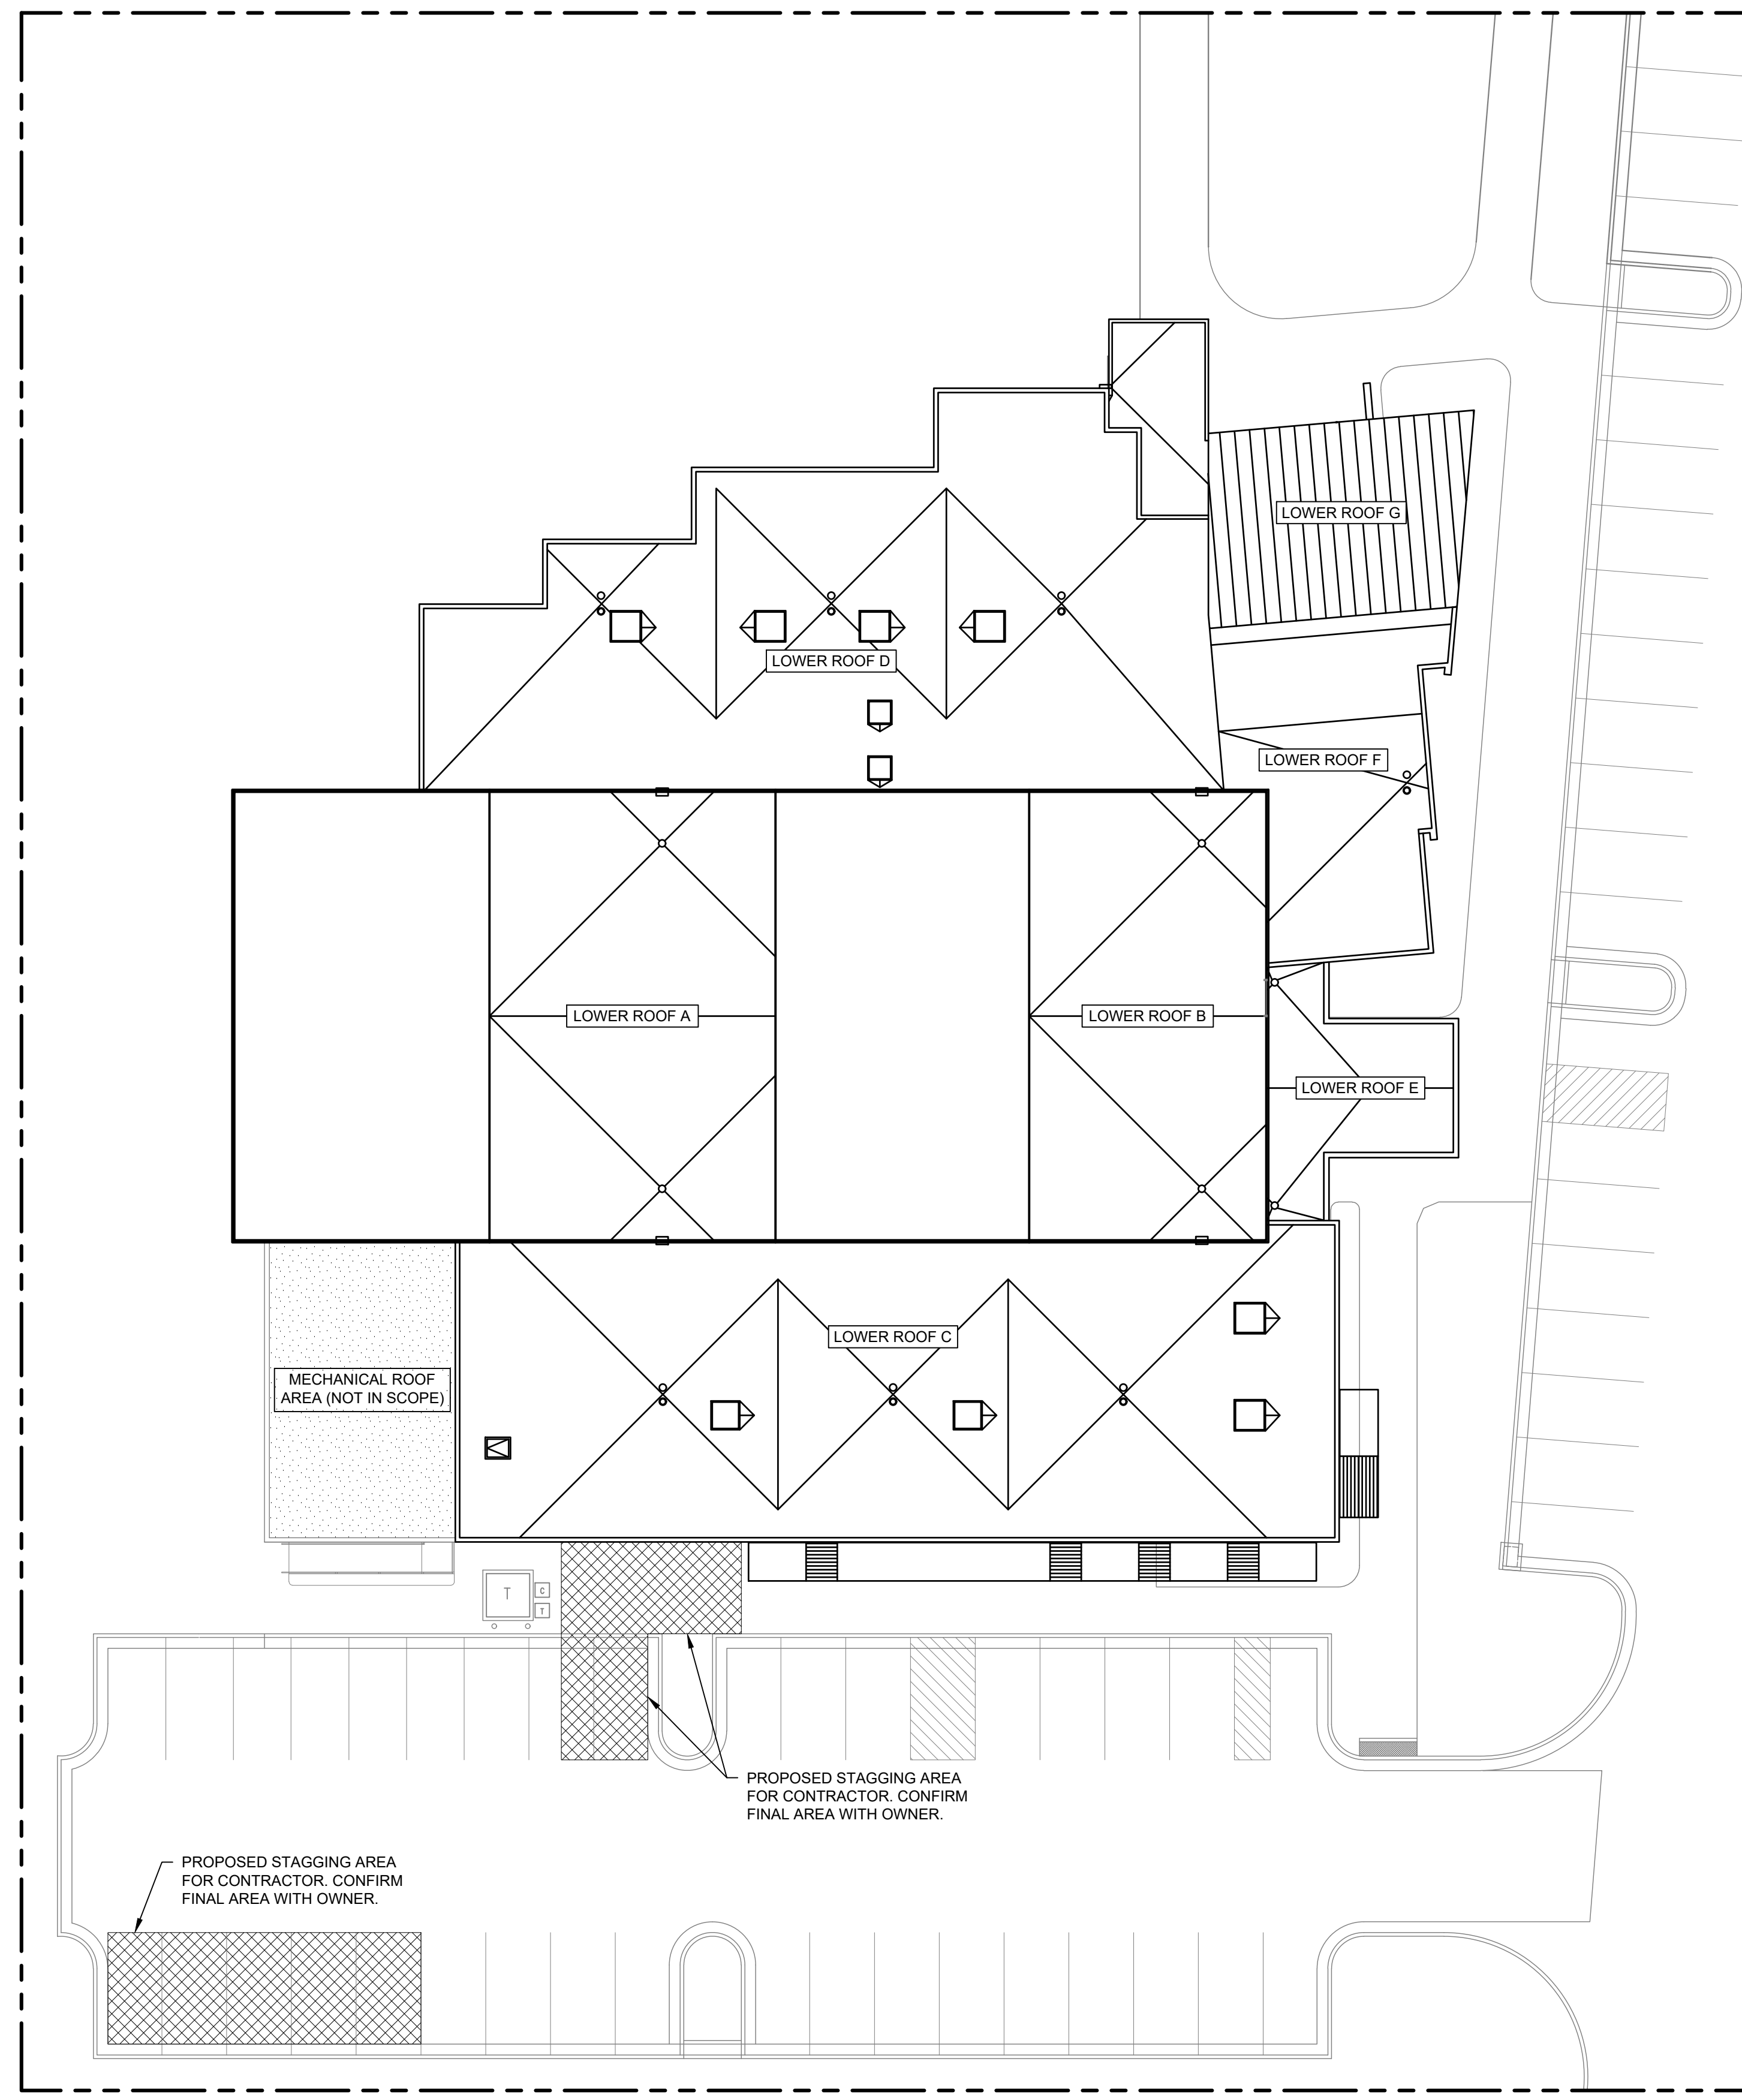 LOWER ROOF G
LOWER ROOF D
LOWER ROOF F
LOWER ROOF A
LOWER ROOF B
LOWER ROOF E
LOWER ROOF C
MECHANICAL ROOF
AREA (NOT IN SCOPE)
T
C
T
PROPOSED STAGGING AREA
FOR CONTRACTOR. CONFIRM
FINAL AREA WITH OWNER.
PROPOSED STAGGING AREA
FOR CONTRACTOR. CONFIRM
FINAL AREA WITH OWNER.